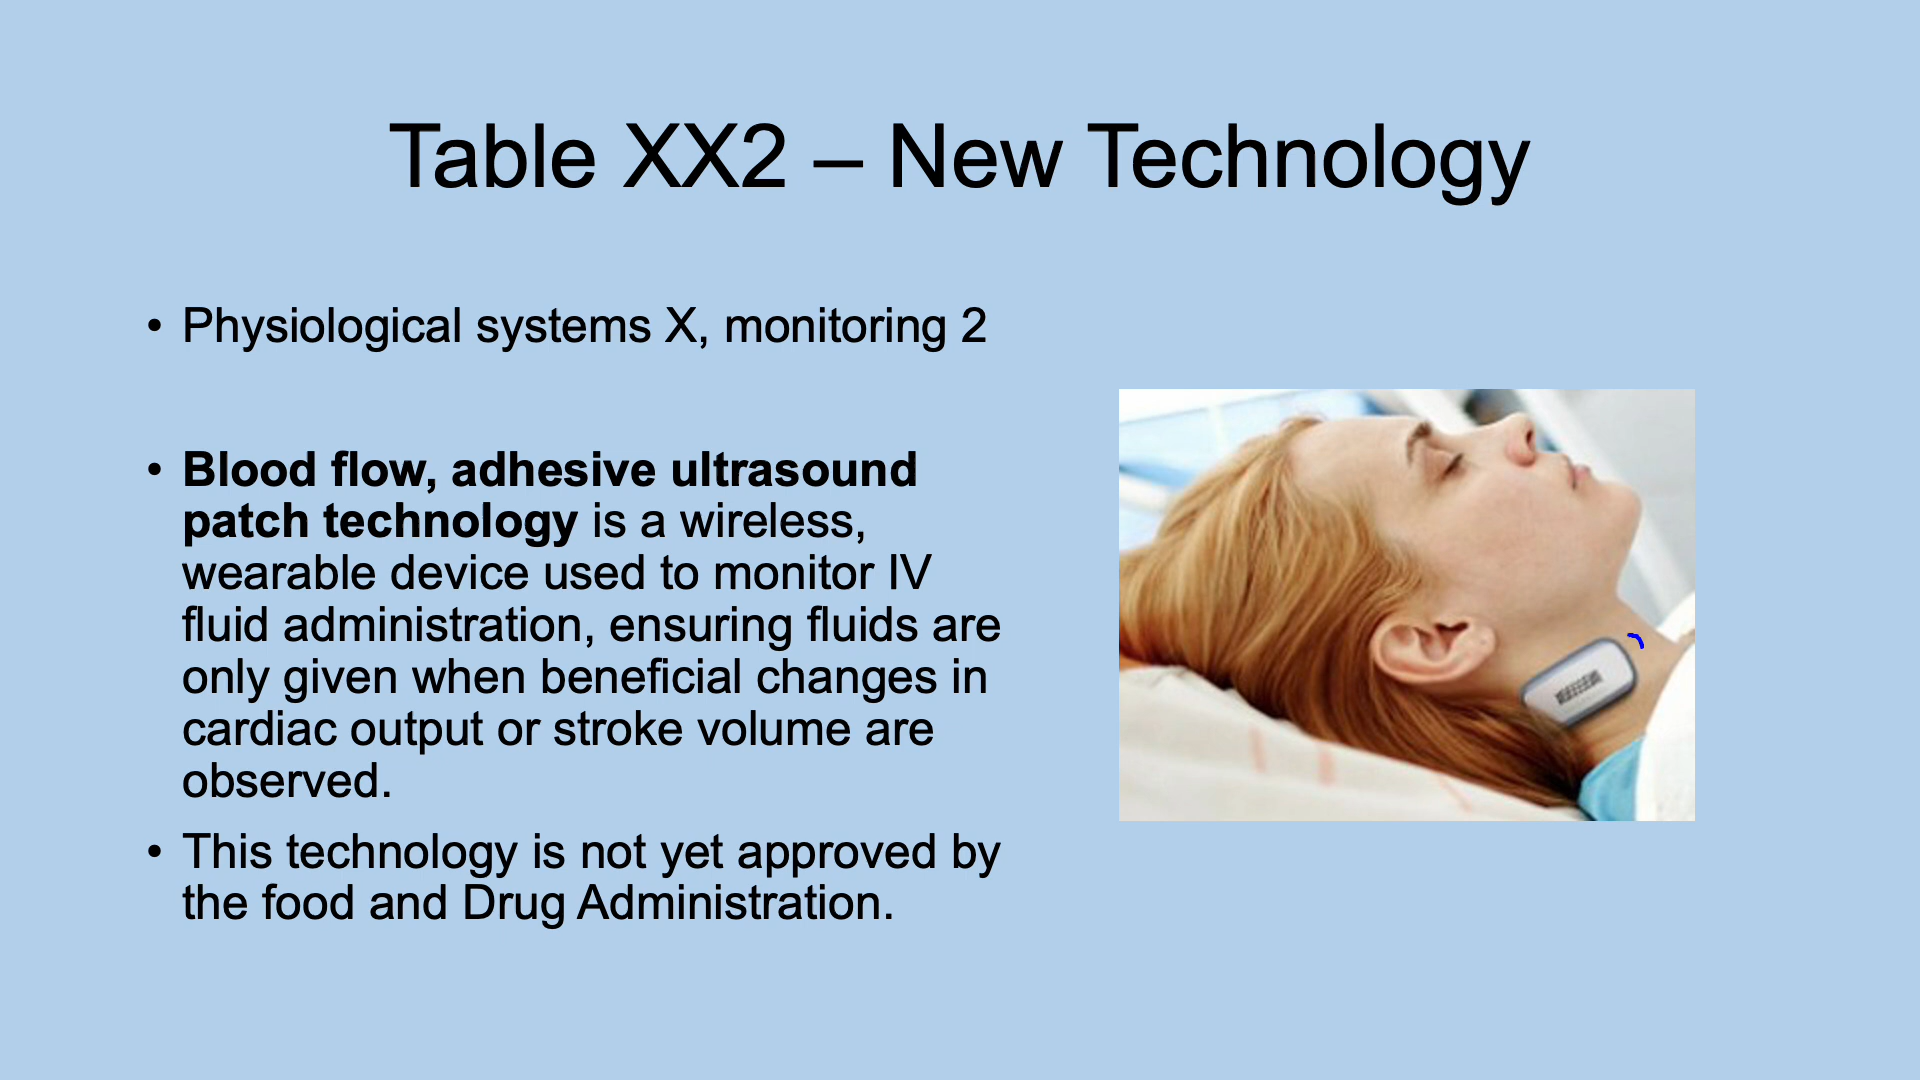 Table XX2 – New Technology
• Physiological systems X, monitoring 2
• Blood flow, adhesive ultrasound
patch technology is a wireless,
wearable device used to monitor IV
fluid administration, ensuring fluids are
only given when beneficial changes in
cardiac output or stroke volume are
observed.
• This technology is not yet approved by
the food and Drug Administration.